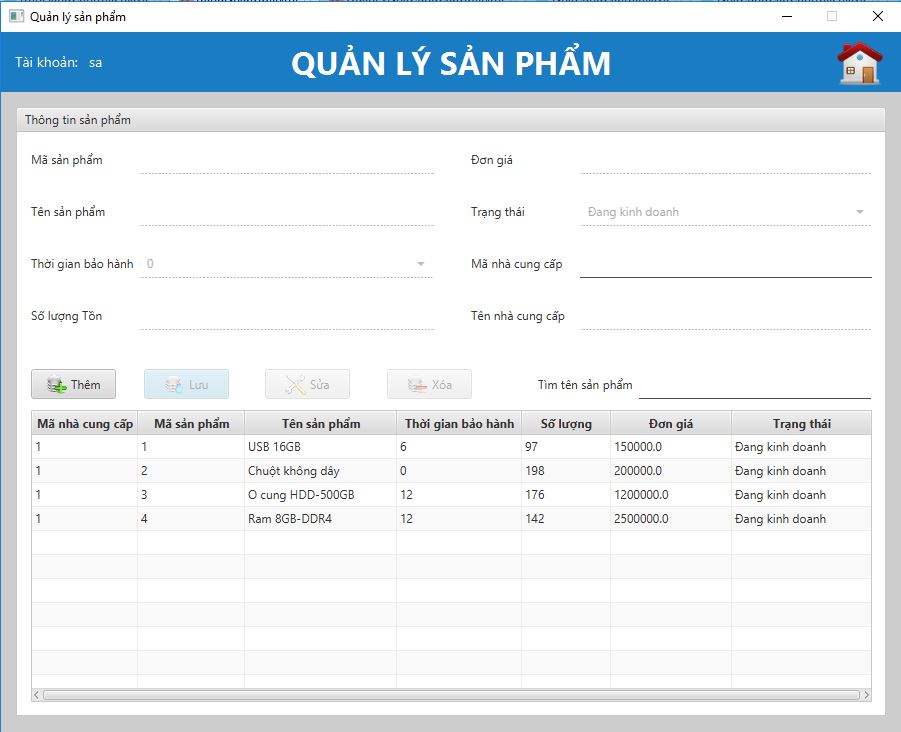 Quản lý sản phẩm
Tài khoản: sa
QUẢN LÝ SẢN PHẨM
Thông tin sản phẩm
Mã sản phẩm
Đơn giá
Tên sản phẩm
Trạng thái Đang kinh doanh
Thời gian bảo hành 0
Mã nhà cung cấp
Số lượng Tồn
Tên nhà cung cấp
Thêm Lưu Sửa Xóa Tìm tên sản phẩm
Mã nhà cung cấp Mã sản phẩm Tên sản phẩm Thời gian bảo hành Số lượng Đơn giá Trạng thái
1 1 USB 16GB 6 97 150000.0 Đang kinh doanh
1 2 Chuột không dây 0 198 200000.0 Đang kinh doanh
1 3 O cung HDD-500GB 12 176 1200000.0 Đang kinh doanh
1 4 Ram 8GB-DDR4 12 142 2500000.0 Đang kinh doanh